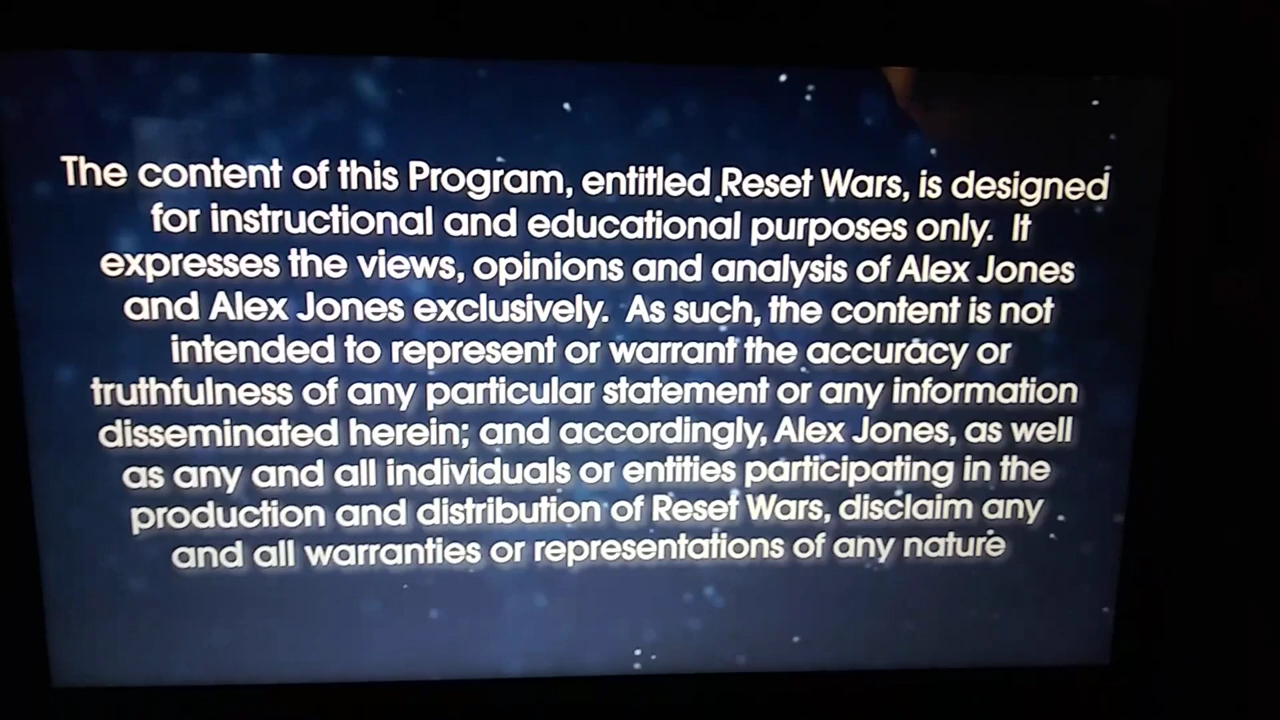 The content of this Program, entitled Reset Wars, is designed
for instructional and educational purposes only. It
expresses the views, opinions and analysis of Alex Jones
and Alex Jones exclusively. As such, the content is not
intended to represent or warrant the accuracy or
truthfulness of any particular statement or any information
disseminated herein; and accordingly, Alex Jones, as well
as any and all individuals or entities participating in the
production and distribution of Reset Wars, disclaim any
and all warranties or representations of any nature